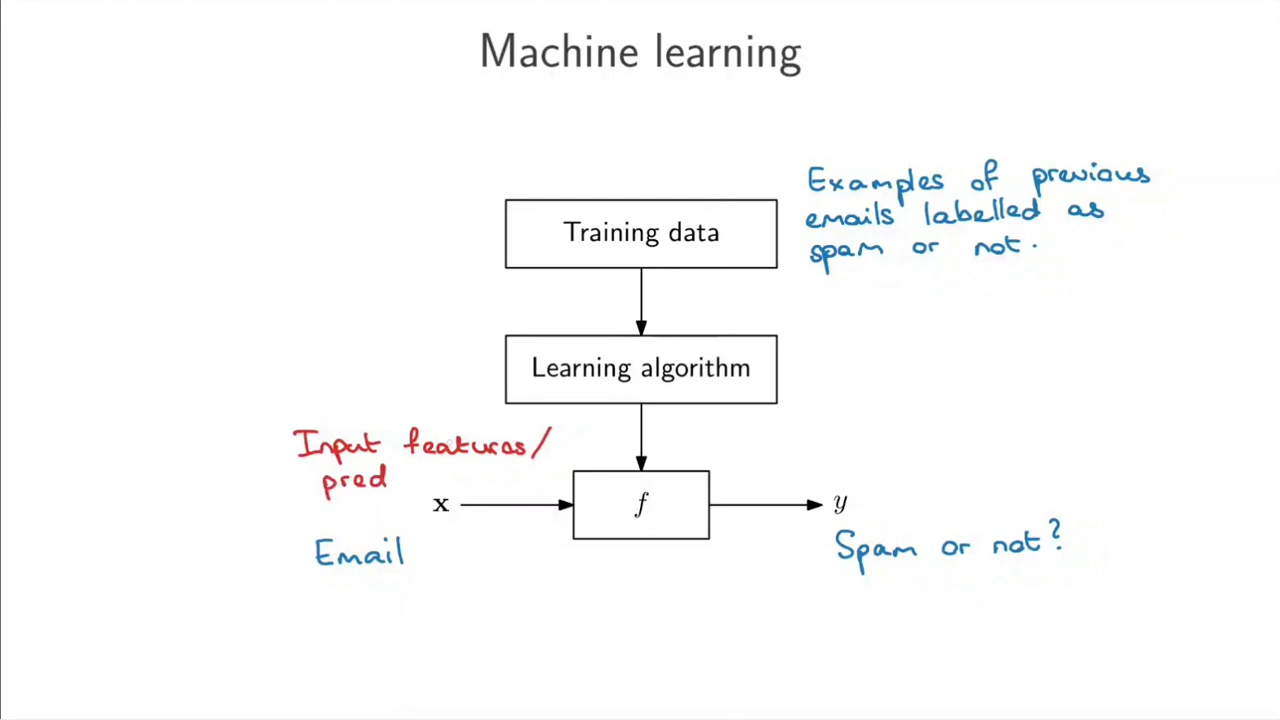 Machine learning
Examples of previous
emails labelled as
spam or not.
Training data
Learning algorithm
Input features/
pred
x
f
y
Email
Spam or not?